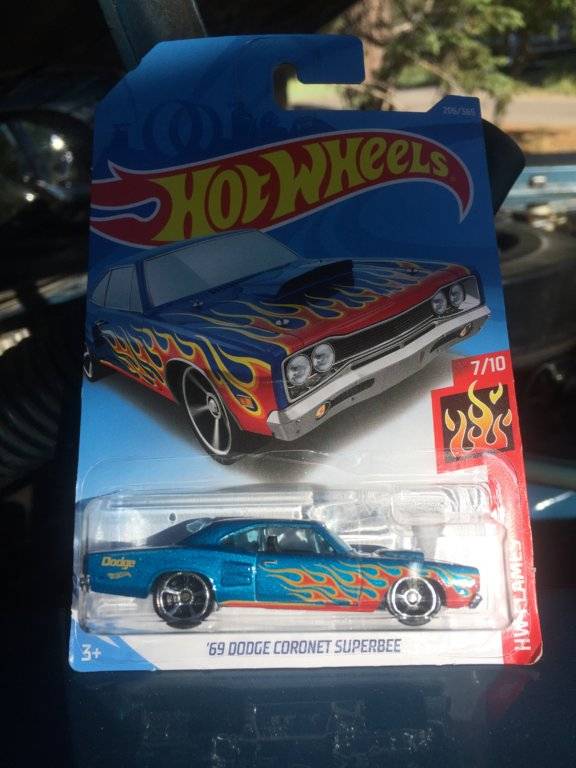 206/365
HOT WHEELS
7/10
Dodge
'69 DODGE CORONET SUPERBEE
HW FLAMES
3+